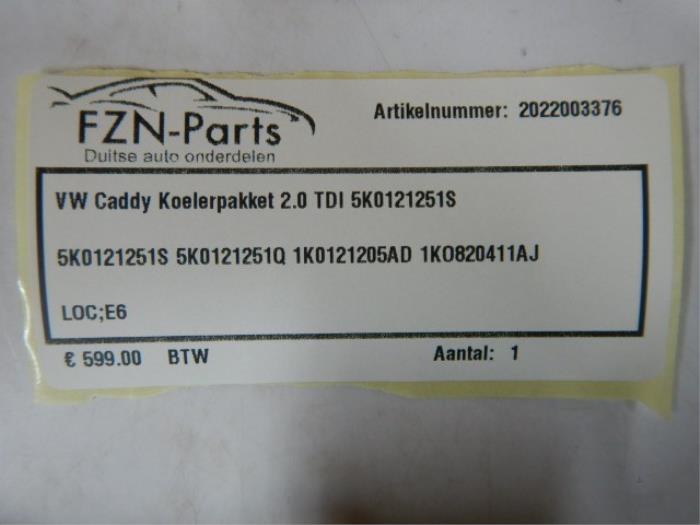 FZN-Parts
Duitse auto onderdelen
Artikelnummer: 2022003376
VW Caddy Koelerpakket 2.0 TDI 5K0121251S
5K0121251S 5K0121251Q 1K0121205AD 1KO820411AJ
LOC;E6
€ 599.00 BTW Aantal: 1